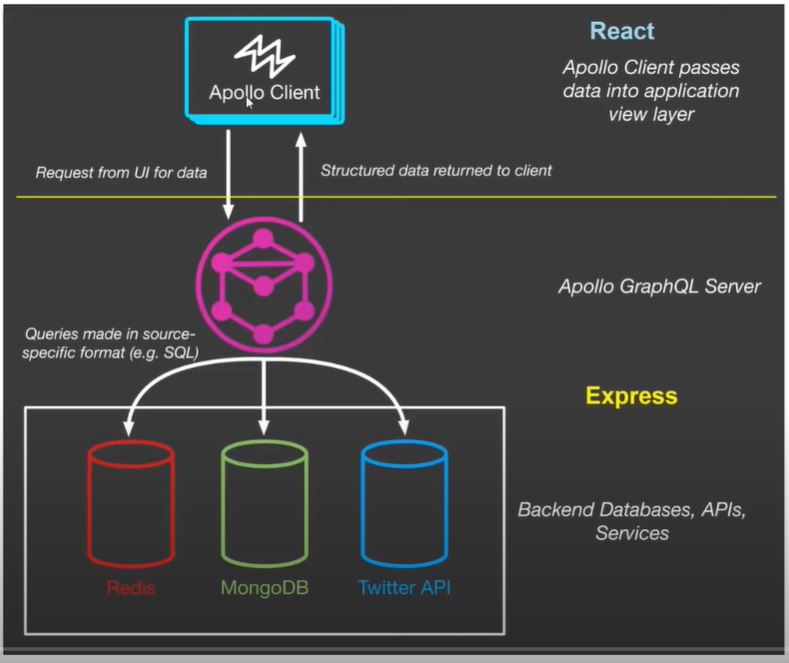 React
Apollo Client passes
data into application
view layer
Apollo Client
Request from UI for data
Structured data returned to client
Apollo GraphQL Server
Queries made in source-
specific format (e.g. SQL)
Express
Backend Databases, APIs,
Services
Redis
MongoDB
Twitter API